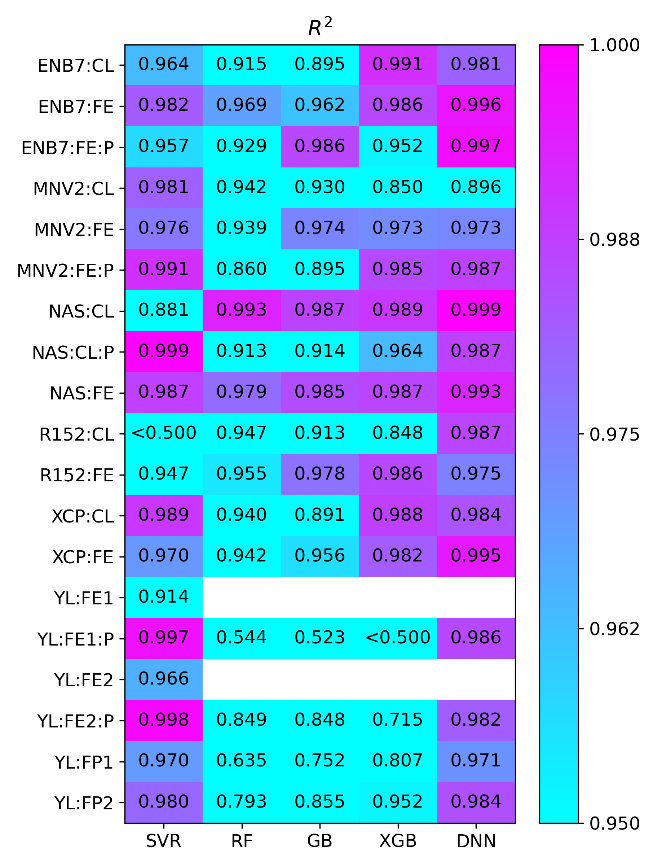 R²
ENB7:CL 0.964 0.915 0.895 0.991 0.981
ENB7:FE 0.982 0.969 0.962 0.986 0.996
ENB7:FE:P 0.957 0.929 0.986 0.952 0.997
MNV2:CL 0.981 0.942 0.930 0.850 0.896
MNV2:FE 0.976 0.939 0.974 0.973 0.973
MNV2:FE:P 0.991 0.860 0.895 0.985 0.987
NAS:CL 0.881 0.993 0.987 0.989 0.999
NAS:CL:P 0.999 0.913 0.914 0.964 0.987
NAS:FE 0.987 0.979 0.985 0.987 0.993
R152:CL <0.500 0.947 0.913 0.848 0.987
R152:FE 0.947 0.955 0.978 0.986 0.975
XCP:CL 0.989 0.940 0.891 0.988 0.984
XCP:FE 0.970 0.942 0.956 0.982 0.995
YL:FE1 0.914
YL:FE1:P 0.997 0.544 0.523 <0.500 0.986
YL:FE2 0.966
YL:FE2:P 0.998 0.849 0.848 0.715 0.982
YL:FP1 0.970 0.635 0.752 0.807 0.971
YL:FP2 0.980 0.793 0.855 0.952 0.984
SVR RF GB XGB DNN
1.000
0.988
0.975
0.962
0.950